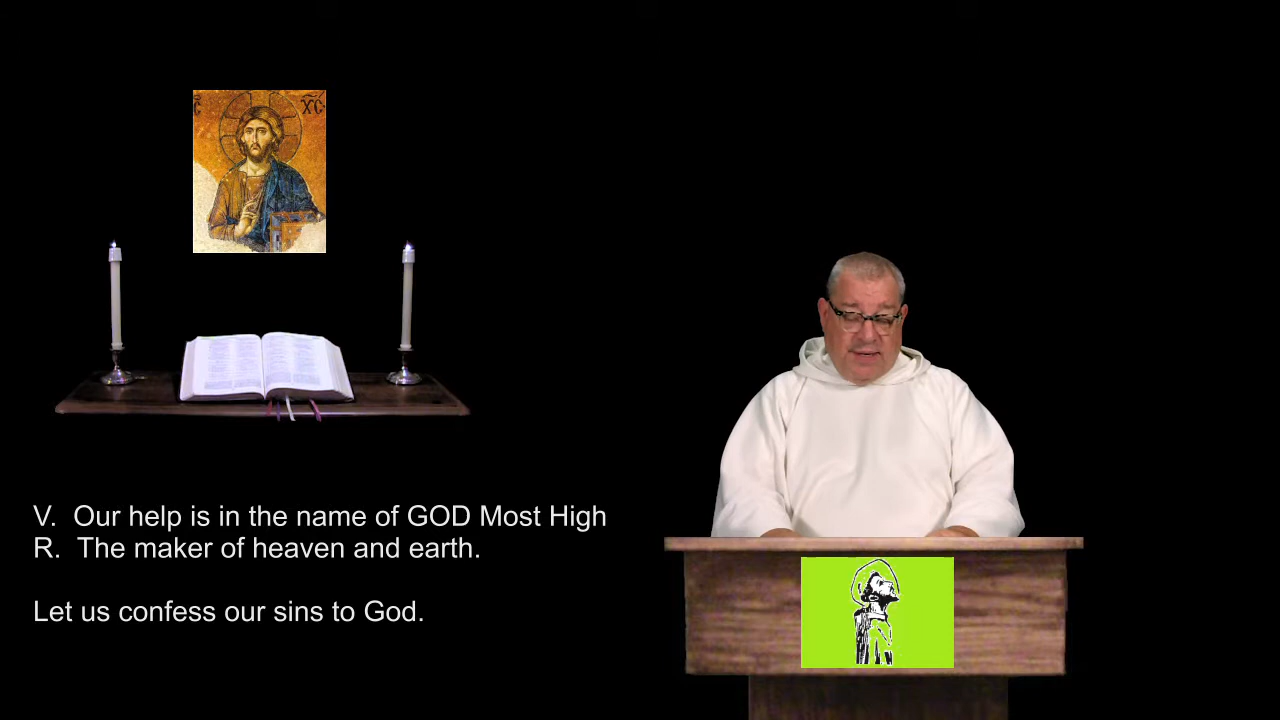 XC
V.  Our help is in the name of GOD Most High
R.  The maker of heaven and earth.
Let us confess our sins to God.